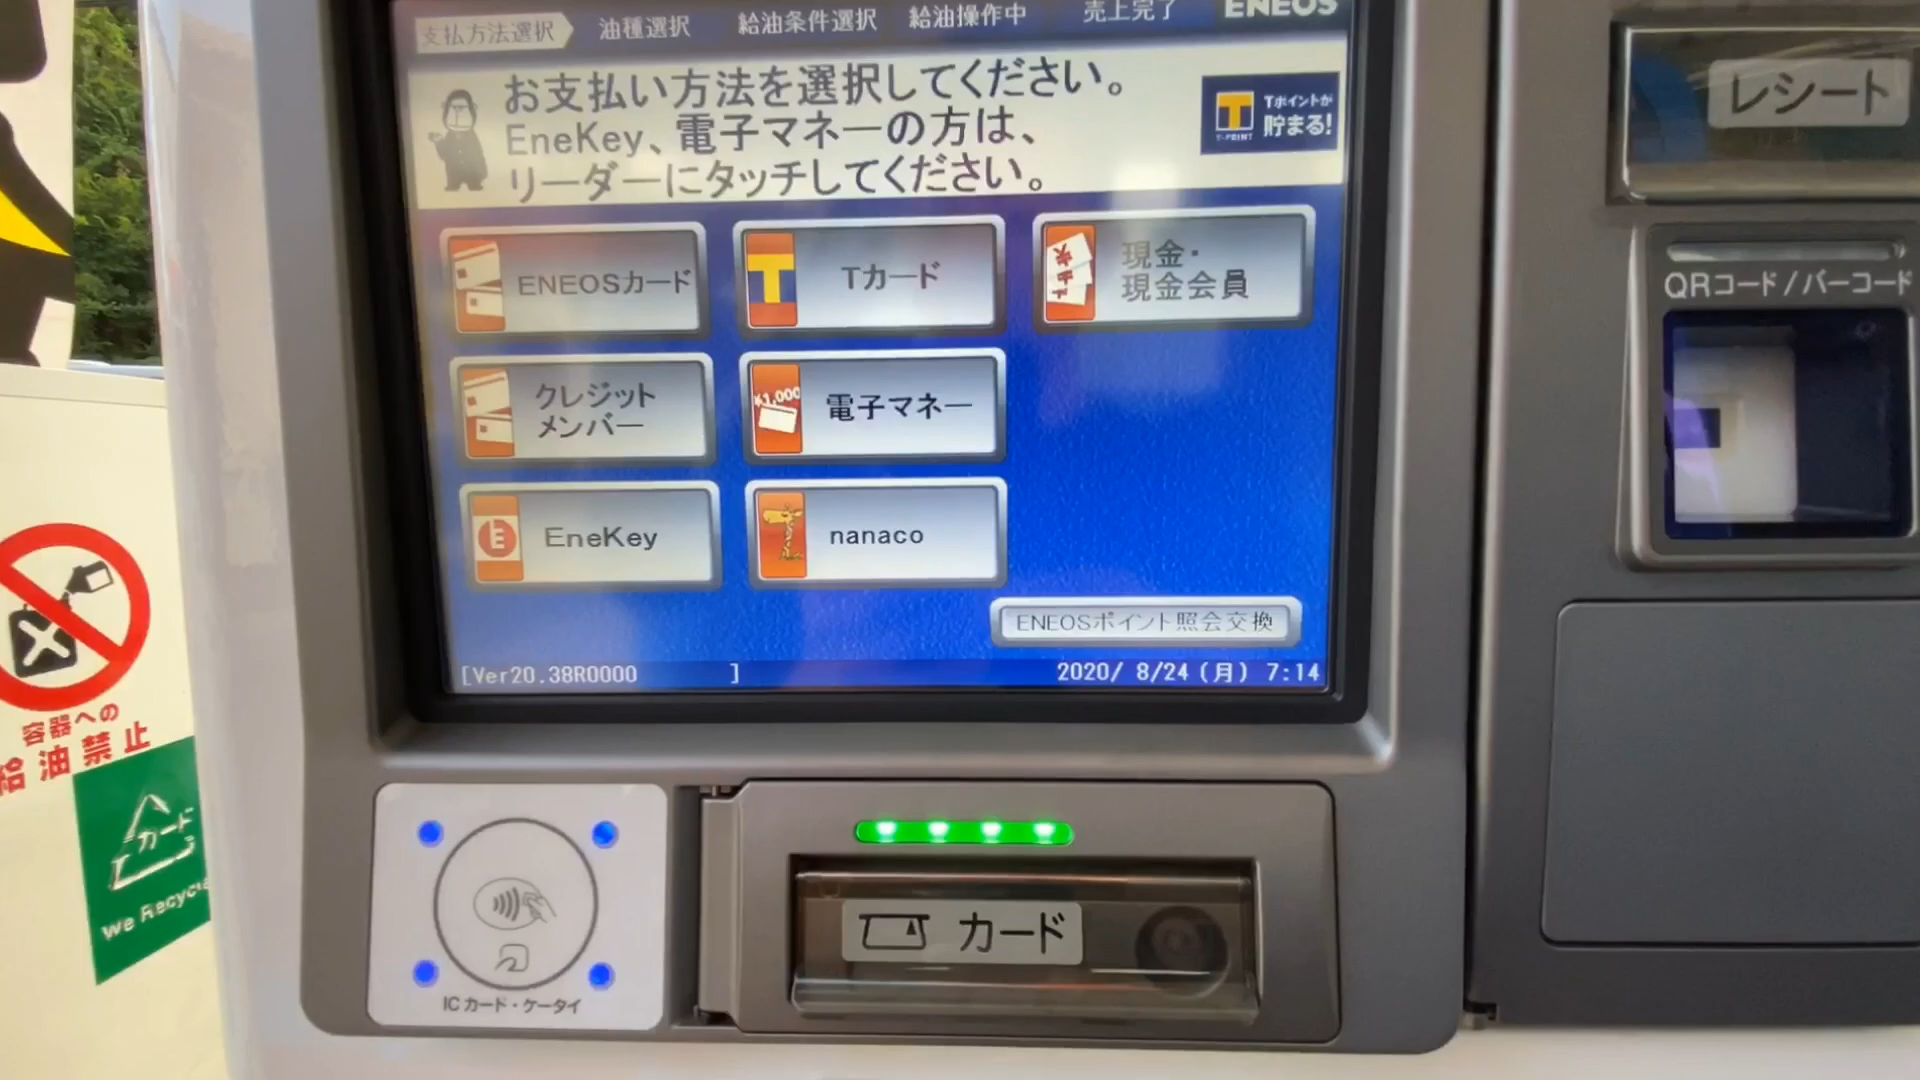 支払方法選択
油種選択
給油条件選択
給油操作中
売上完了
ENEOS
お支払い方法を選択してください。
EneKey、電子マネーの方は、
リーダーにタッチしてください。
T
T-POINT
Tポイントが
貯まる!
ENEOSカード
T
Tカード
現金・
現金会員
クレジット
メンバー
¥1,000
電子マネー
E
EneKey
nanaco
ENEOSポイント照会交換
[Ver20.38R0000 ]
2020/ 8/24 (月) 7:14
レシート
QRコード/バーコード
容器への
給油禁止
カード
We Recycle
ICカード・ケータイ
カード